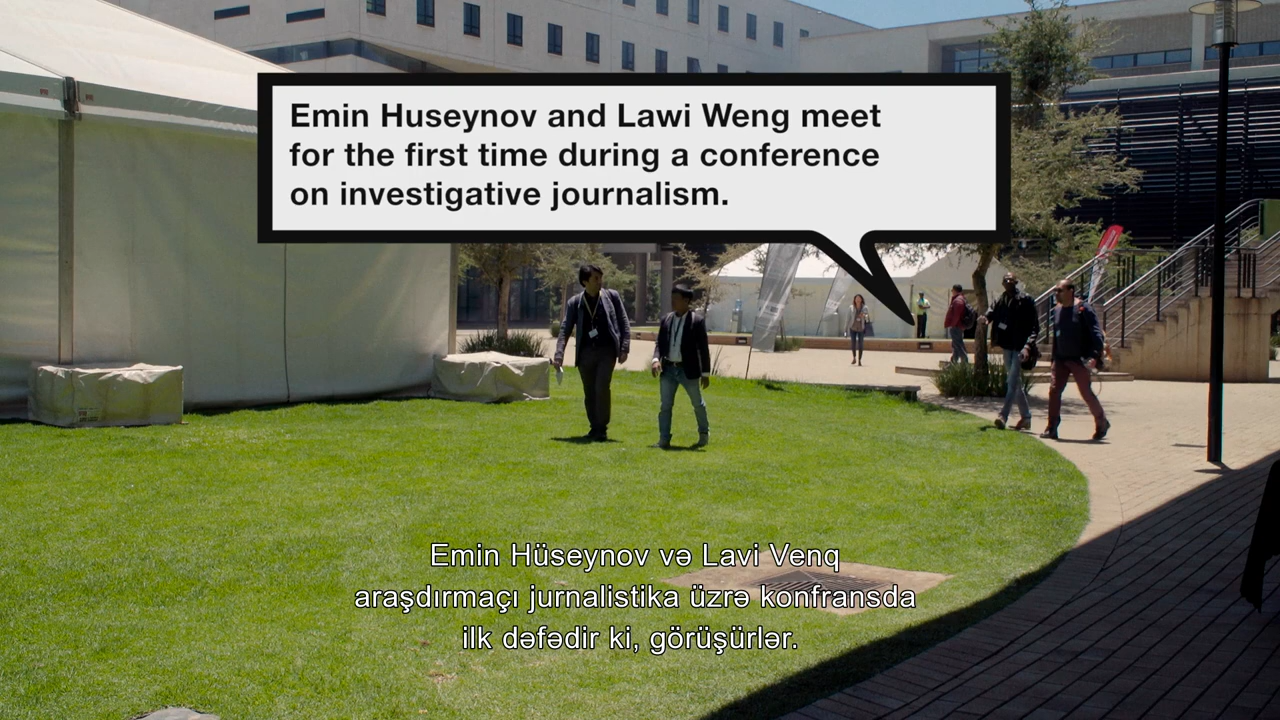 Emin Huseynov and Lawi Weng meet
for the first time during a conference
on investigative journalism.
Emin Hüseynov və Lavi Venq
araşdırmaçı jurnalistika üzrə konfransda
ilk dəfədir ki, görüşürlər.